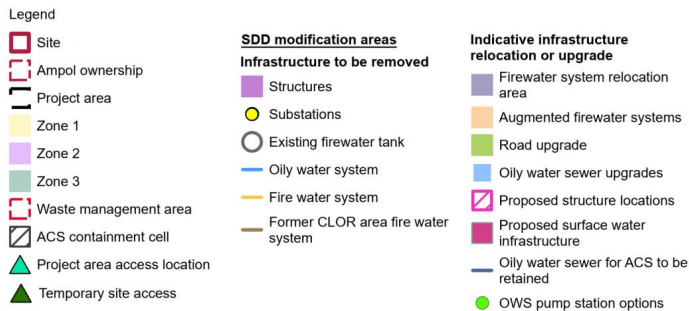 Legend
Site
Ampol ownership
Project area
Zone 1
Zone 2
Zone 3
Waste management area
ACS containment cell
Project area access location
Temporary site access
SDD modification areas
Infrastructure to be removed
Structures
Substations
Existing firewater tank
Oily water system
Fire water system
Former CLOR area fire water
system
Indicative infrastructure
relocation or upgrade
Firewater system relocation
area
Augmented firewater systems
Road upgrade
Oily water sewer upgrades
Proposed structure locations
Proposed surface water
infrastructure
Oily water sewer for ACS to be
retained
OWS pump station options